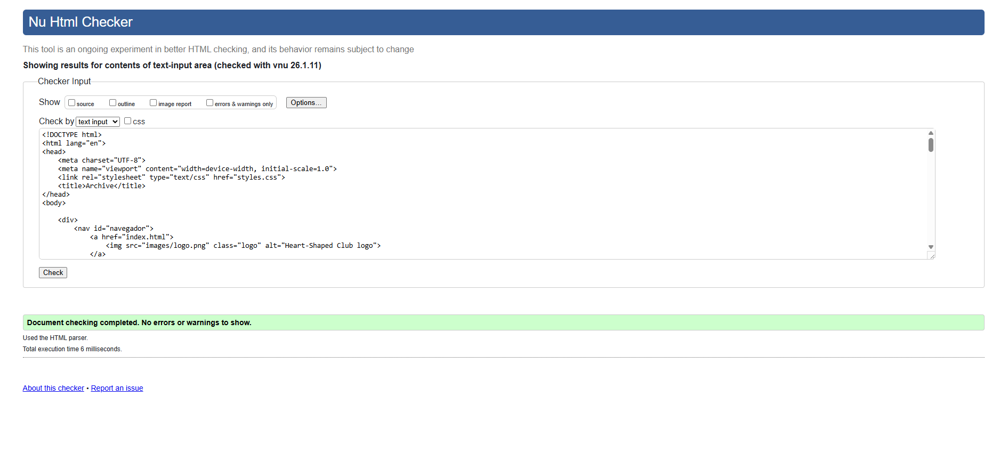 Nu Html Checker
This tool is an ongoing experiment in better HTML checking, and its behavior remains subject to change
Showing results for contents of text-input area (checked with vnu 26.1.11)
Checker Input
Show source outline image report errors & warnings only Options...
Check by text input css
<!DOCTYPE html>
<html lang="en">
<head>
    <meta charset="UTF-8">
    <meta name="viewport" content="width=device-width, initial-scale=1.0">
    <link rel="stylesheet" type="text/css" href="styles.css">
    <title>Archive</title>
</head>
<body>
    <div>
        <nav id="navegador">
            <a href="index.html">
                <img src="images/logo.png" class="logo" alt="Heart-Shaped Club logo">
            </a>
Check
Document checking completed. No errors or warnings to show.
Used the HTML parser.
Total execution time 6 milliseconds.
About this checker • Report an issue